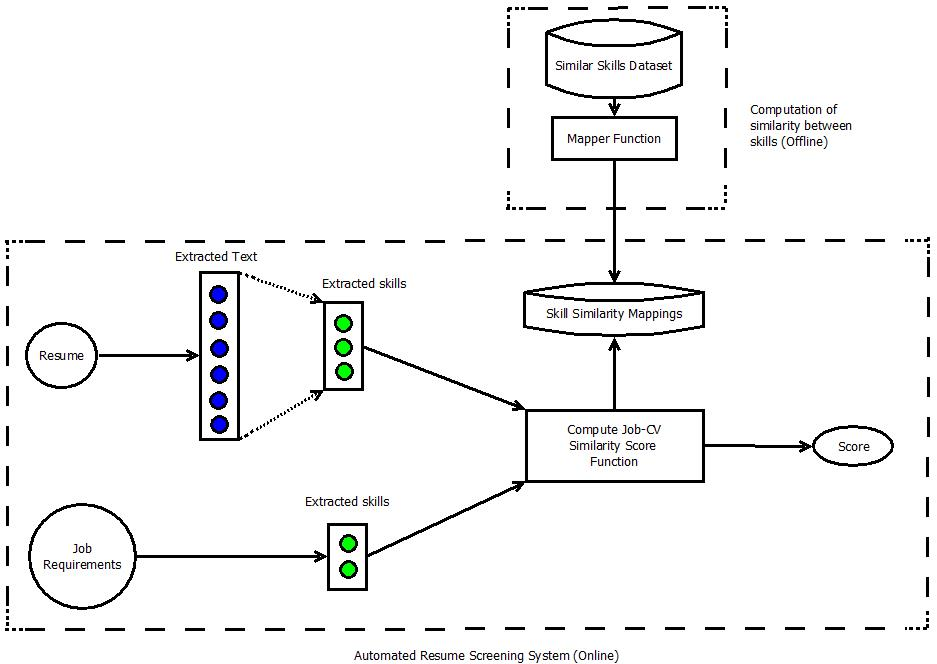 Similar Skills Dataset
Mapper Function
Computation of
similarity between
skills (Offline)
Extracted Text
Extracted skills
Skill Similarity Mappings
Resume
Compute Job-CV
Similarity Score
Function
Score
Extracted skills
Job
Requirements
Automated Resume Screening System (Online)